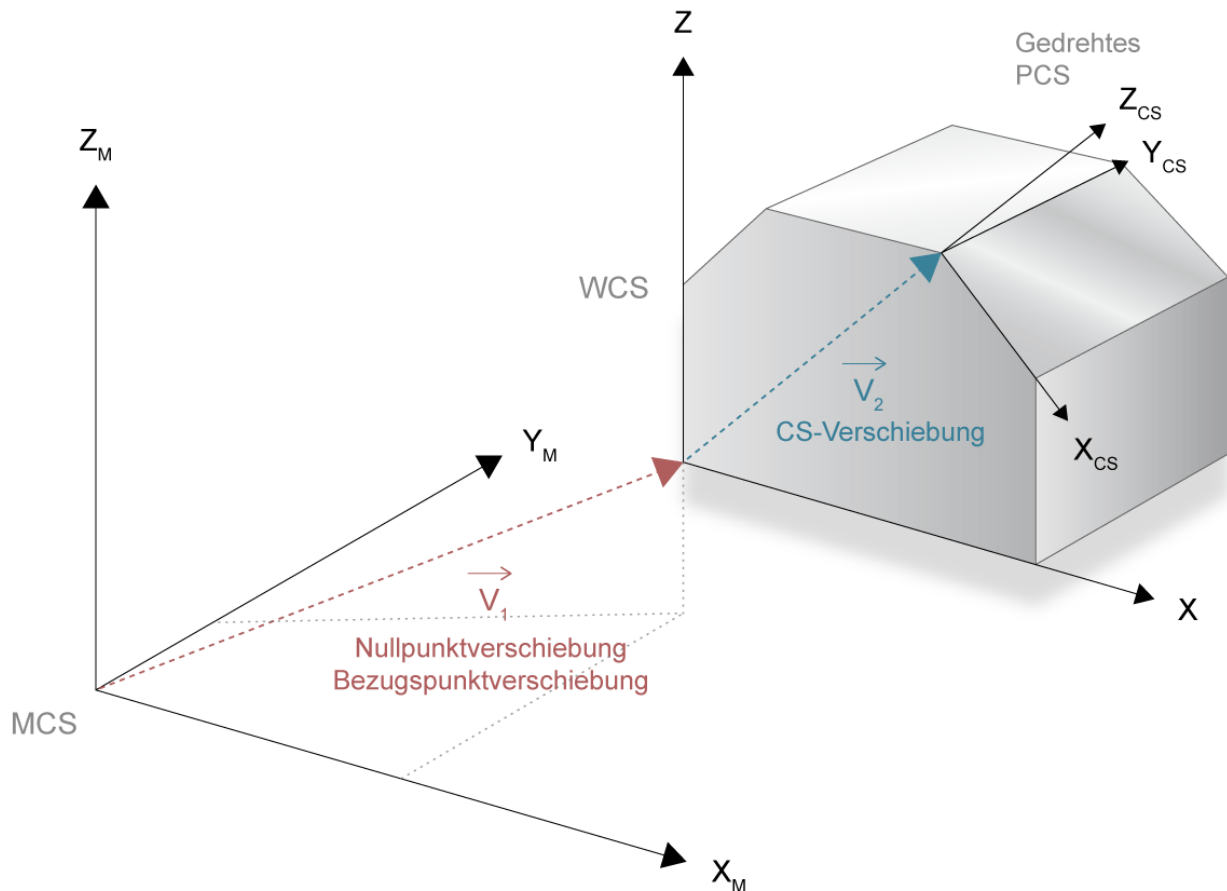 Z
Gedrehtes
PCS
Z_CS
Y_CS
Z_M
WCS
V_2
CS-Verschiebung
X_CS
Y_M
V_1
X
Nullpunktverschiebung
Bezugspunktverschiebung
MCS
X_M